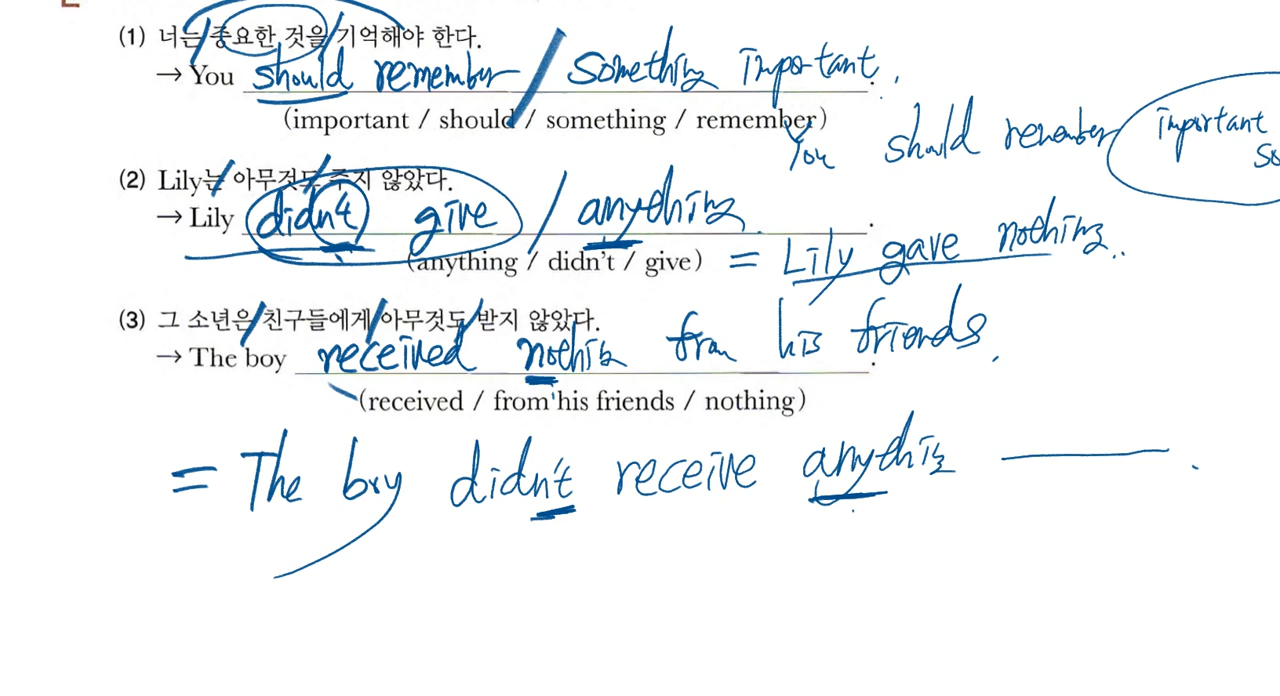 (1) 너는 중요한 것을 기억해야 한다.
→ You should remember / something important.
(important / should / something / remember)
You should remember important so
(2) Lily는 아무것도 주지 않았다.
→ Lily didn't give / anything.
(anything / didn't / give) = Lily gave nothing..
(3) 그 소년은 친구들에게 아무것도 받지 않았다.
→ The boy received nothing from his friends.
(received / from his friends / nothing)
= The boy didn't receive anything ———.